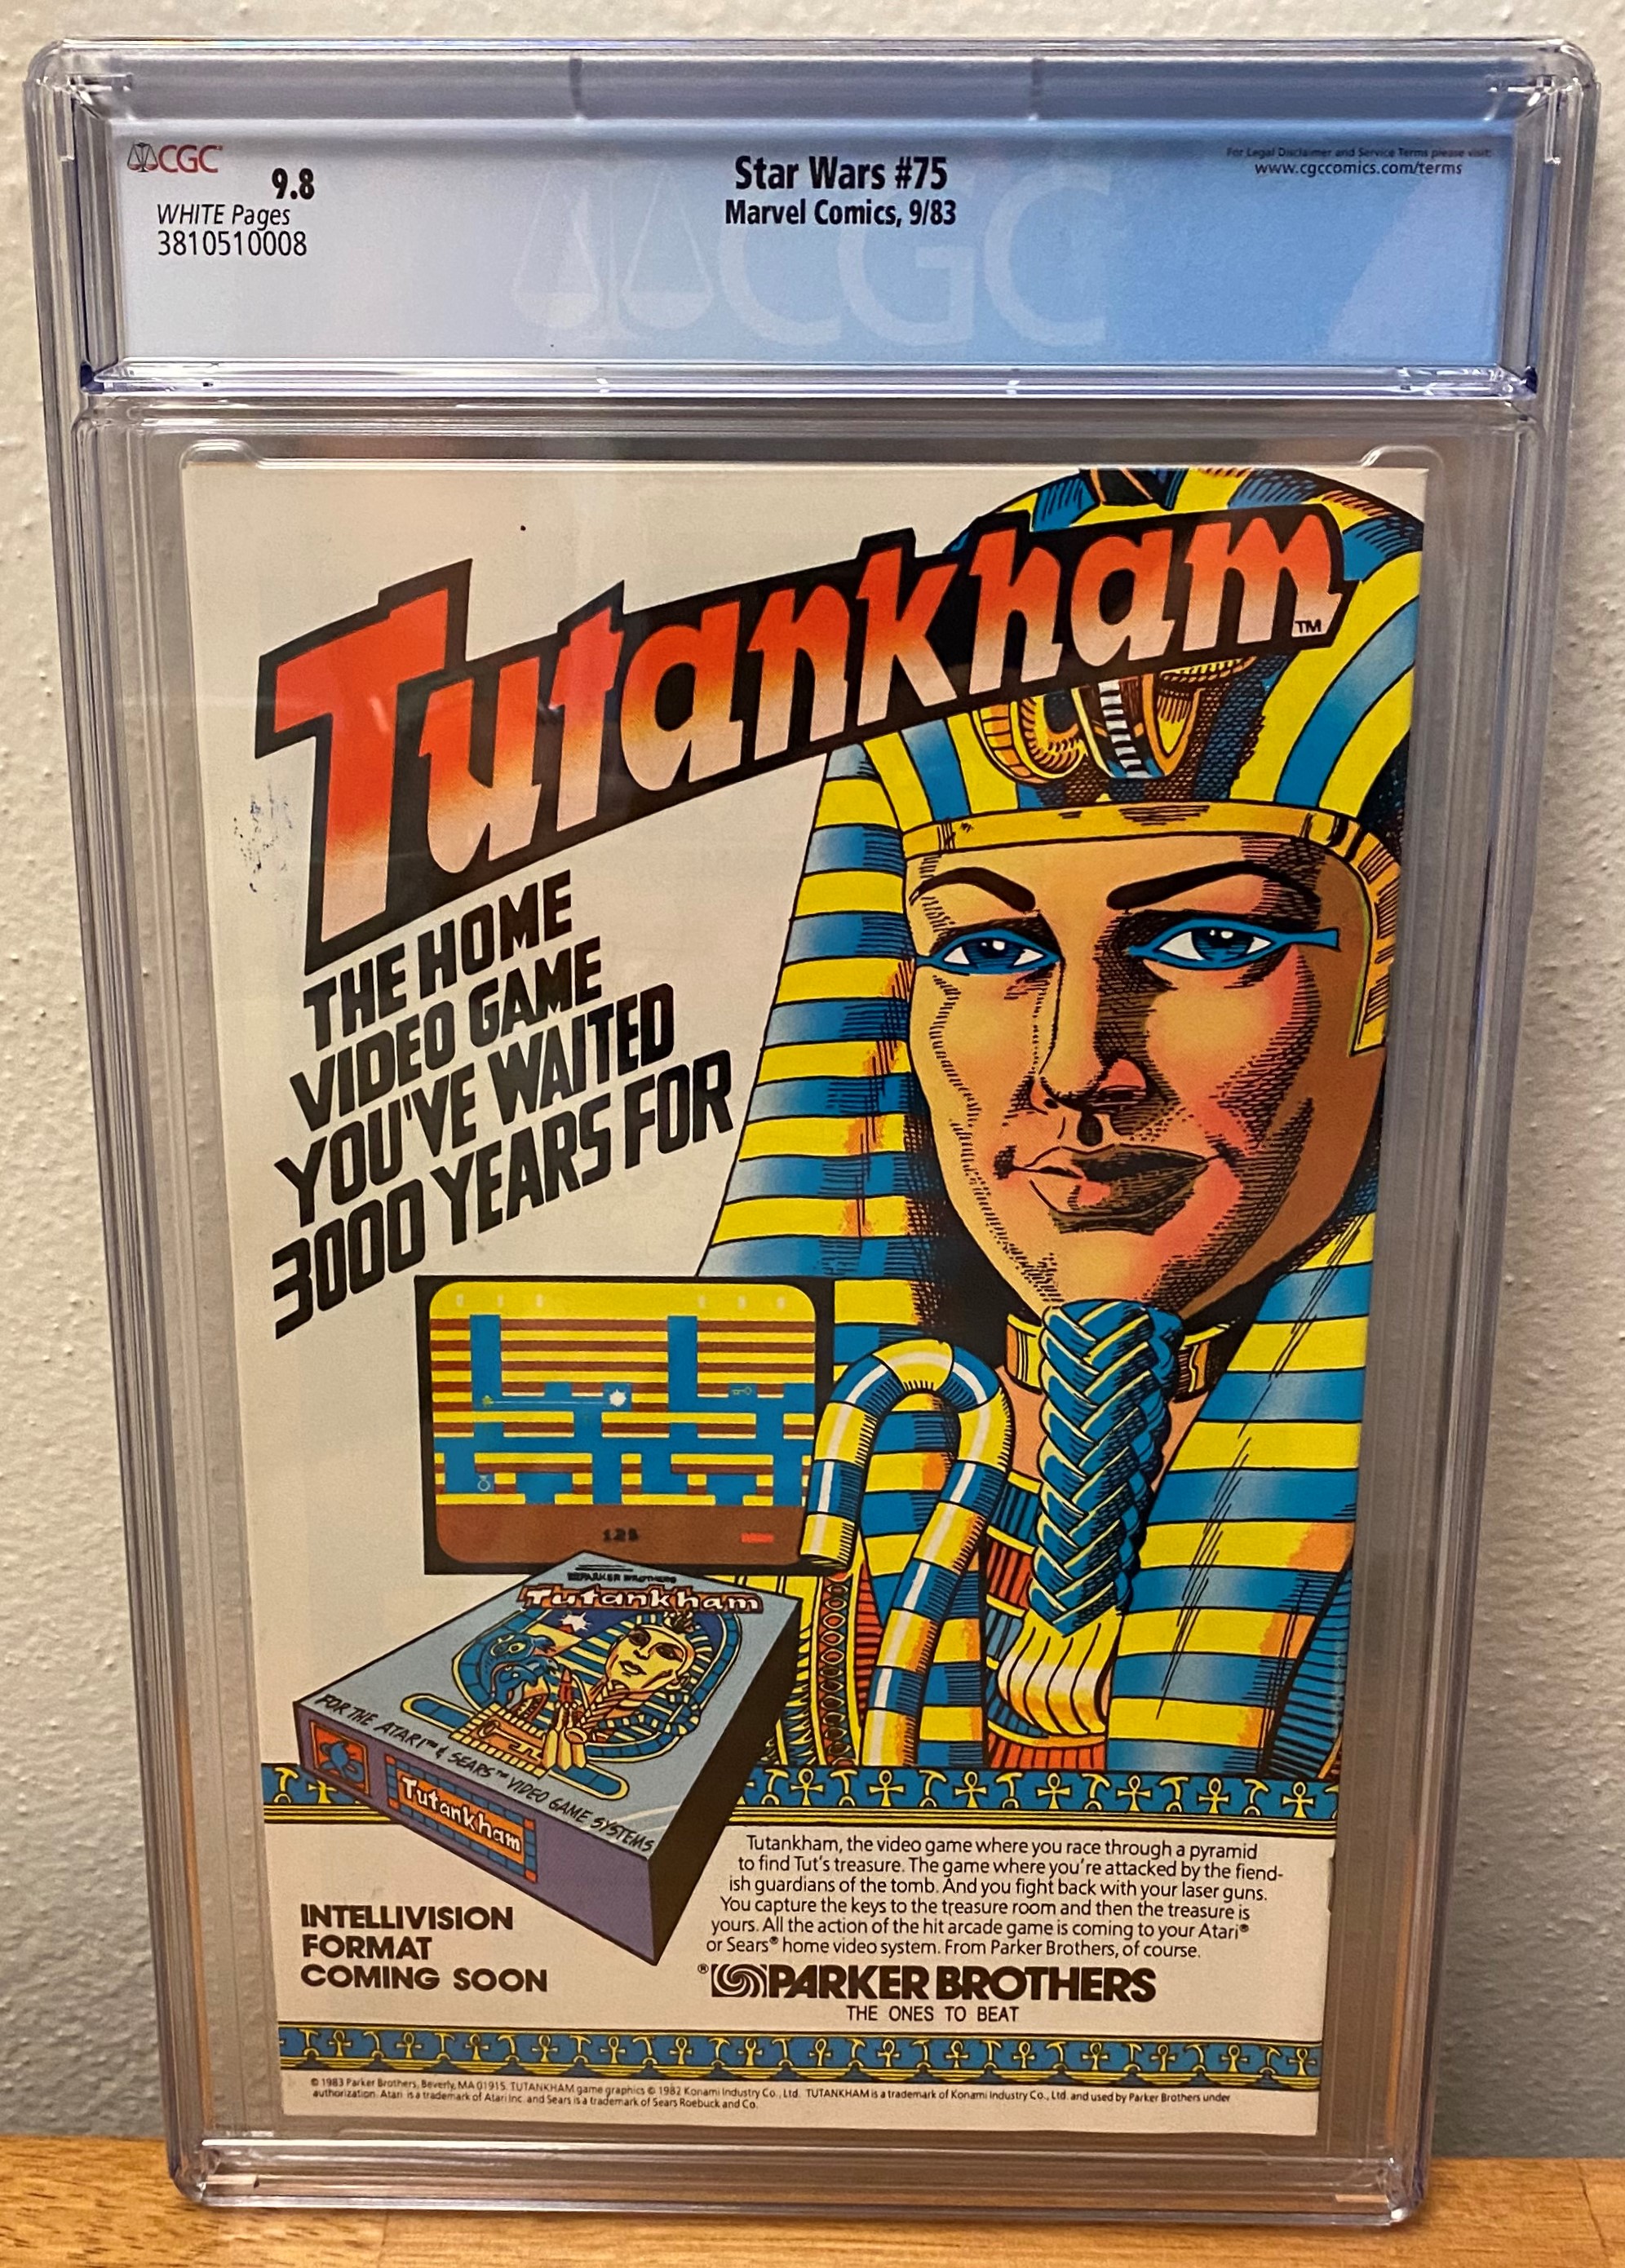 CGC
9.8
WHITE Pages
3810510008
Star Wars #75
Marvel Comics, 9/83
For Legal Disclaimer and Service Terms please visit:
www.cgccomics.com/terms
CGC
Tutankham™
THE HOME
VIDEO GAME
YOU'VE WAITED
3000 YEARS FOR
125
PARKER BROTHERS
Tutankham
FOR THE ATARI™ & SEARS™ VIDEO GAME SYSTEMS
Tutankham
INTELLIVISION
FORMAT
COMING SOON
Tutankham, the video game where you race through a pyramid
to find Tut's treasure. The game where you're attacked by the fiend-
ish guardians of the tomb. And you fight back with your laser guns.
You capture the keys to the treasure room and then the treasure is
yours. All the action of the hit arcade game is coming to your Atari®
or Sears® home video system. From Parker Brothers, of course.
®PARKER BROTHERS
THE ONES TO BEAT
© 1983 Parker Brothers, Beverly, MA 01915. TUTANKHAM game graphics © 1982 Konami Industry Co., Ltd. TUTANKHAM is a trademark of Konami Industry Co., Ltd. and used by Parker Brothers under
authorization. Atari is a trademark of Atari Inc. and Sears is a trademark of Sears Roebuck and Co.